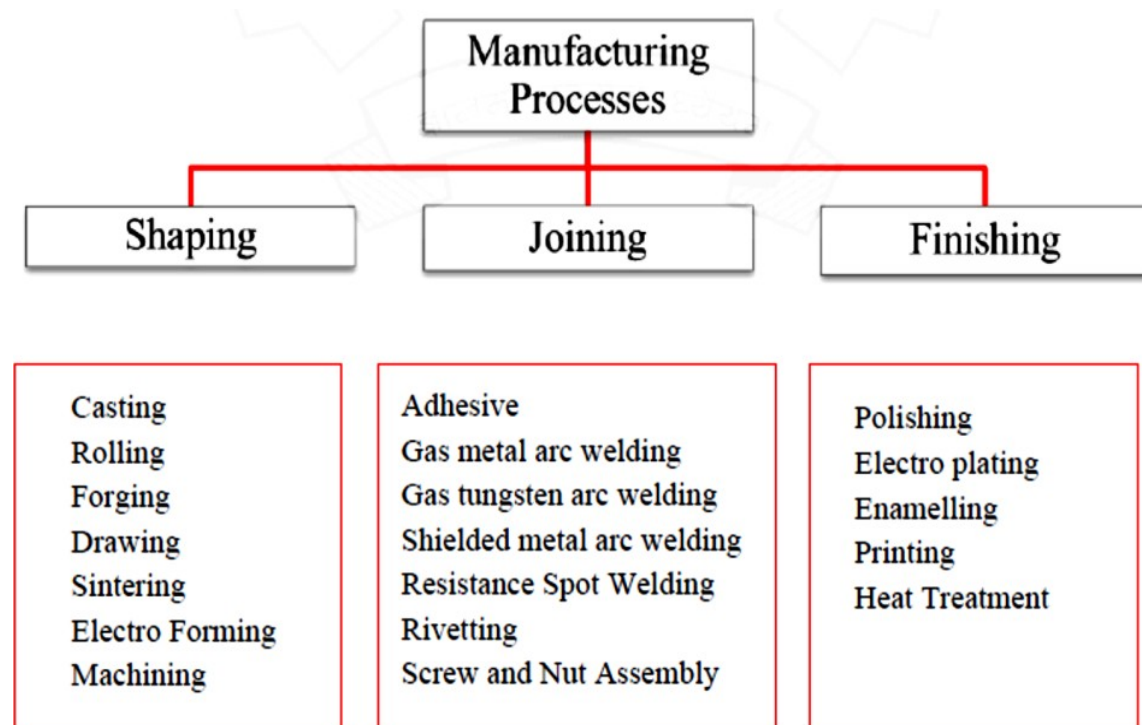 Manufacturing
Processes
Shaping
Joining
Finishing
Casting
Rolling
Forging
Drawing
Sintering
Electro Forming
Machining
Adhesive
Gas metal arc welding
Gas tungsten arc welding
Shielded metal arc welding
Resistance Spot Welding
Rivetting
Screw and Nut Assembly
Polishing
Electro plating
Enamelling
Printing
Heat Treatment